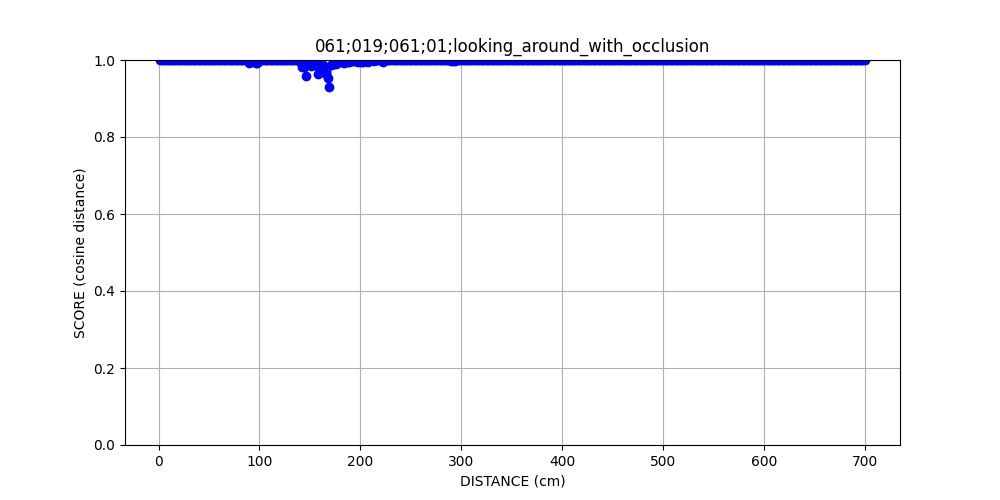 061;019;061;01;looking_around_with_occlusion
1.0
0.8
0.6
0.4
0.2
0.0
SCORE (cosine distance)
0 100 200 300 400 500 600 700
DISTANCE (cm)